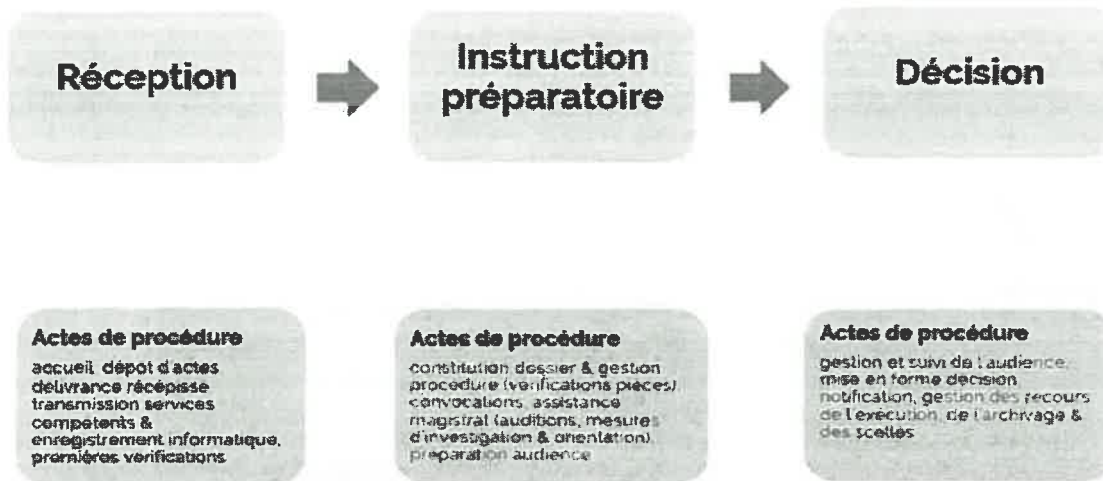 Réception
Instruction
préparatoire
Décision
Actes de procédure
accueil, dépôt d'actes
délivrance récépissé
transmission services
compétents &
enregistrement informatique,
premières vérifications
Actes de procédure
constitution dossier & gestion
procédure (vérifications pièces)
convocations, assistance
magistrat (auditions, mesures
d'investigation & orientation)
préparation audience
Actes de procédure
gestion et suivi de l'audience,
mise en forme décision
notification, gestion des recours
de l'exécution, de l'archivage &
des scellés